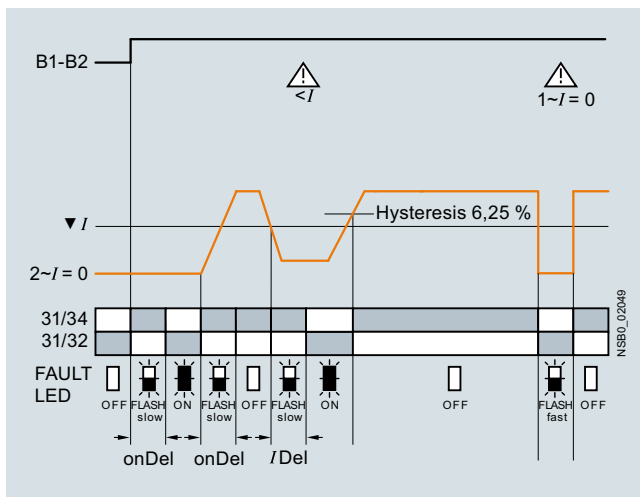 B1-B2
<I
1~I = 0
▼ I
Hysteresis 6,25 %
2~I = 0
31/34
31/32
NSB0_02049
FAULT
LED
OFF FLASH slow ON FLASH slow OFF FLASH slow ON OFF FLASH fast OFF
onDel onDel I Del